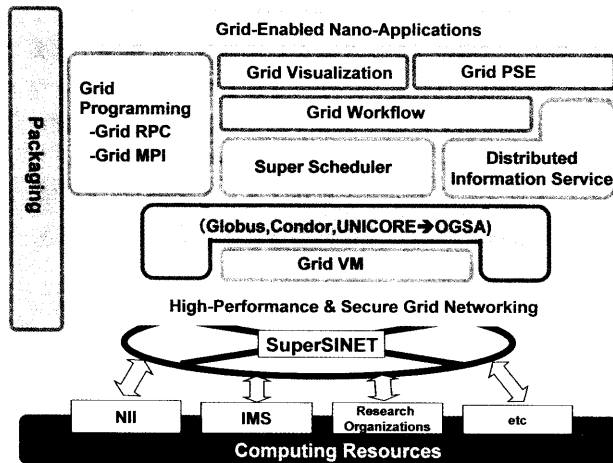 Grid-Enabled Nano-Applications
Packaging
Grid
Programming
-Grid RPC
-Grid MPI
Grid Visualization
Grid PSE
Grid Workflow
Super Scheduler
Distributed
Information Service
(Globus,Condor,UNICORE➔OGSA)
Grid VM
High-Performance & Secure Grid Networking
SuperSINET
NII
IMS
Research
Organizations
etc
Computing Resources